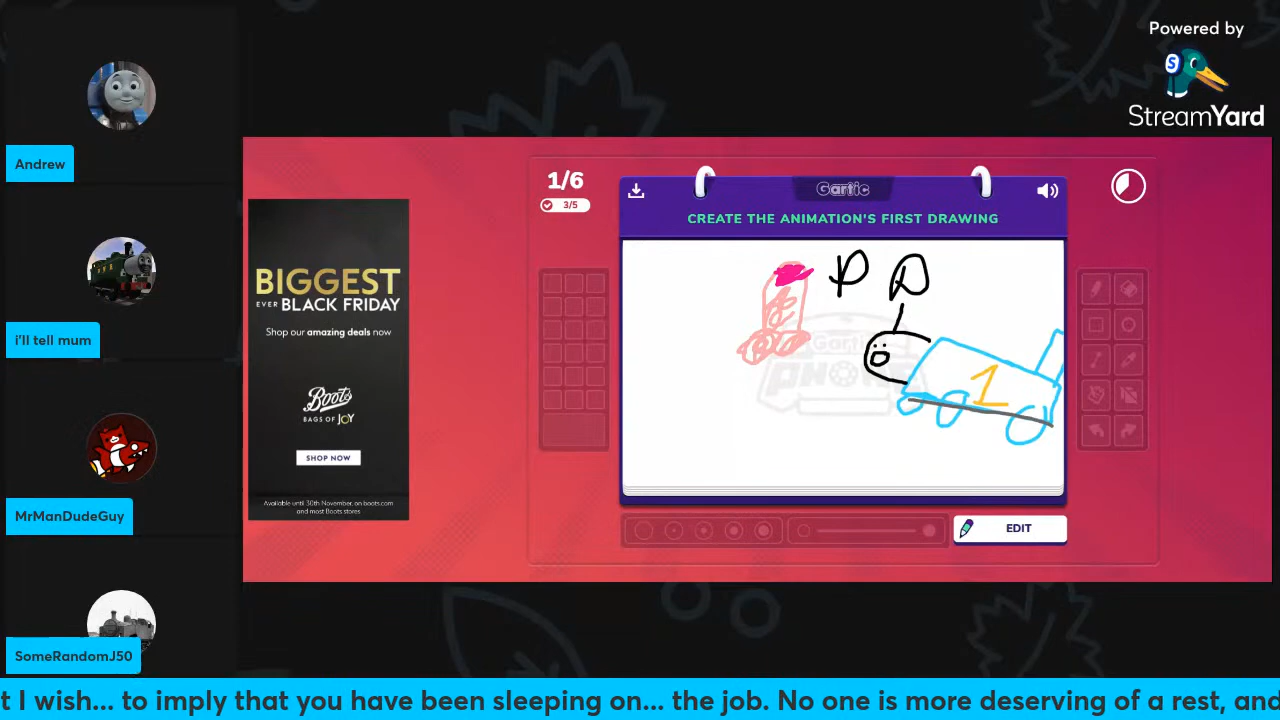 Powered by
StreamYard
Andrew
i'll tell mum
MrManDudeGuy
SomeRandomJ50
BIGGEST
EVER BLACK FRIDAY
Shop our amazing deals now
Boots
BAGS OF JOY
SHOP NOW
Available until 30th November, on boots.com
and most Boots stores
1/6
3/5
Gartic
CREATE THE ANIMATION'S FIRST DRAWING
Gartic
PHONE
1
EDIT
t I wish... to imply that you have been sleeping on... the job. No one is more deserving of a rest, and